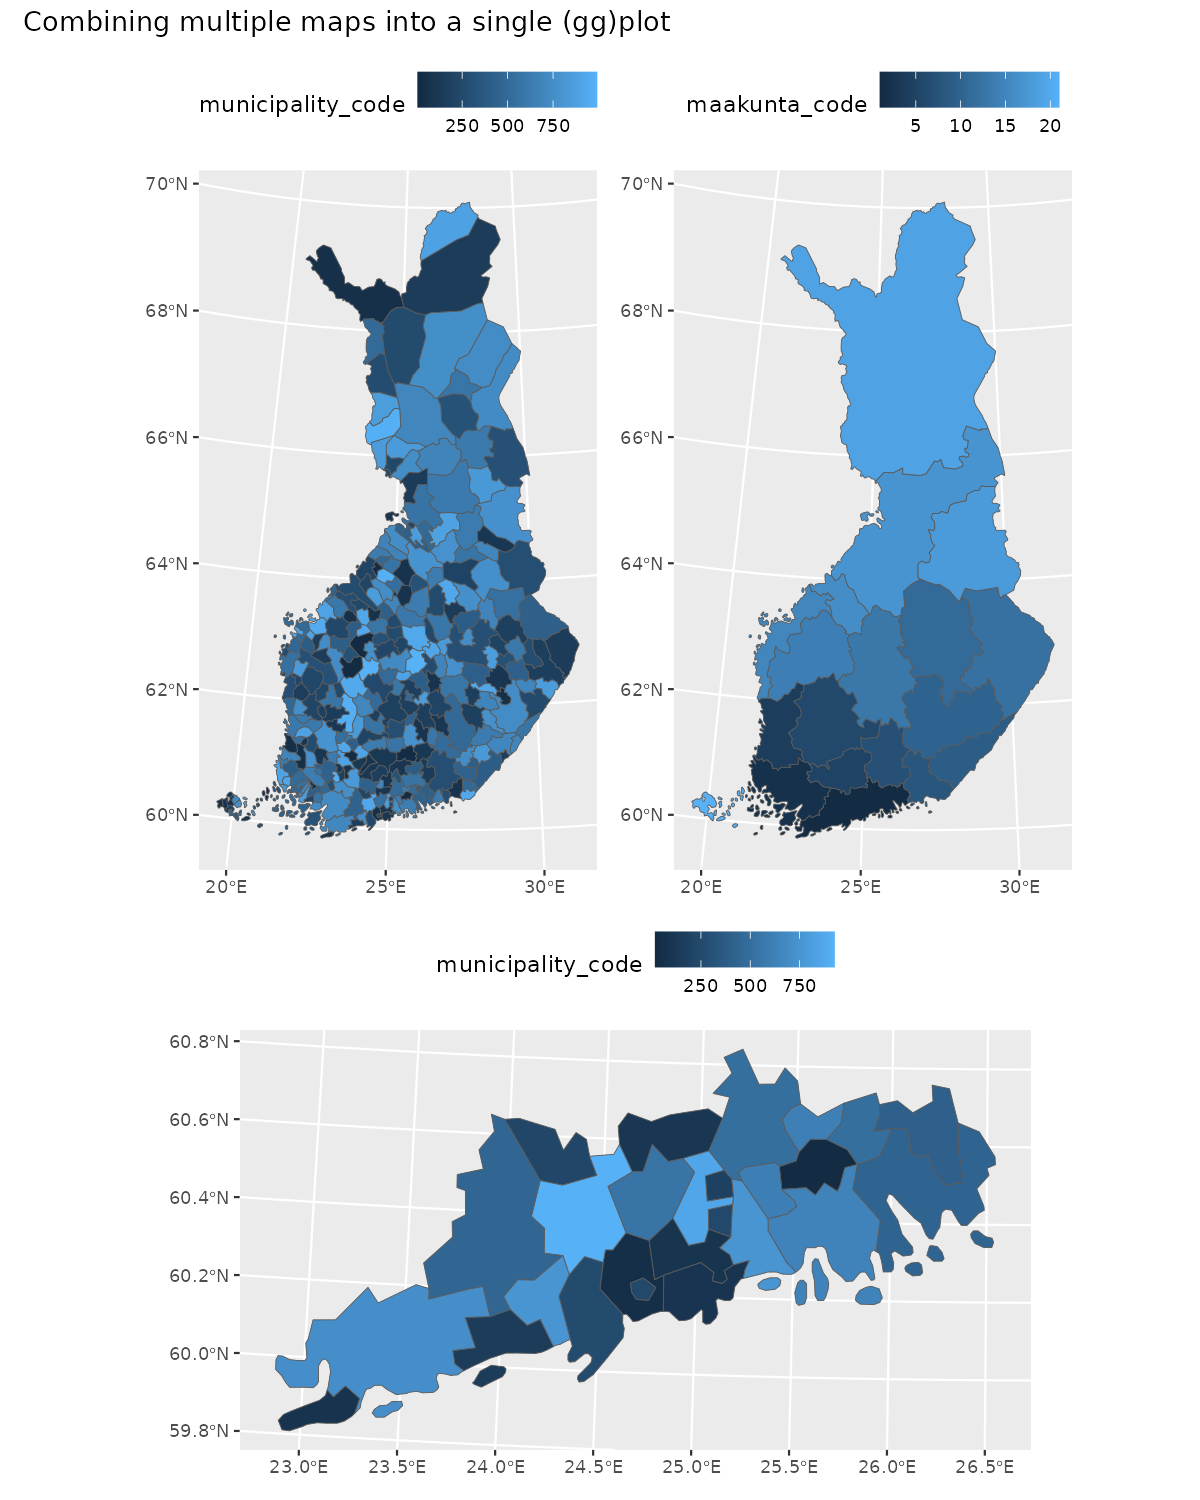 Combining multiple maps into a single (gg)plot
municipality_code
250 500 750
maakunta_code
5 10 15 20
70°N
68°N
66°N
64°N
62°N
60°N
20°E 25°E 30°E
70°N
68°N
66°N
64°N
62°N
60°N
20°E 25°E 30°E
municipality_code
250 500 750
60.8°N
60.6°N
60.4°N
60.2°N
60.0°N
59.8°N
23.0°E 23.5°E 24.0°E 24.5°E 25.0°E 25.5°E 26.0°E 26.5°E